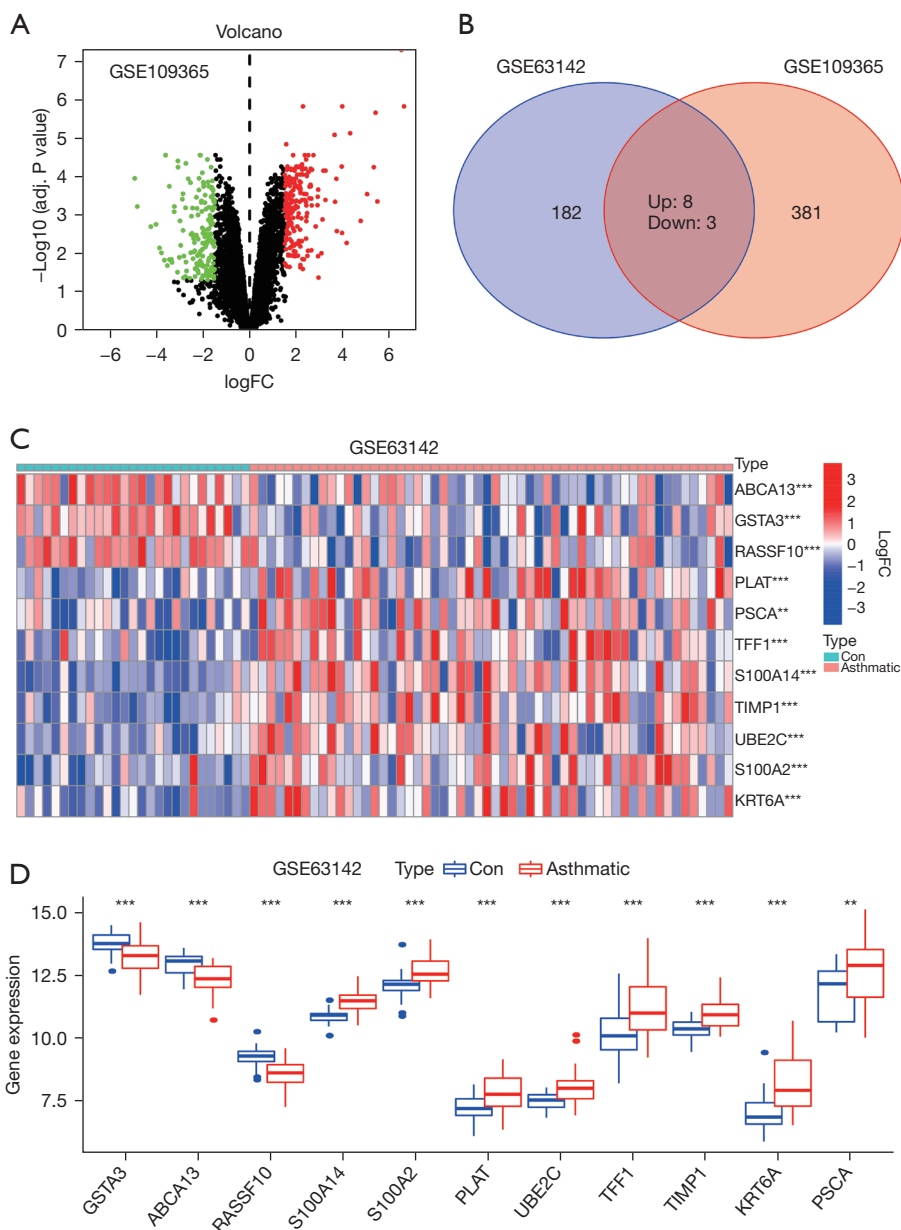 A
Volcano
GSE109365
7
6
5
4
3
2
1
0
−Log10 (adj. P value)
−6 −4 −2 0 2 4 6
logFC
B
GSE63142
GSE109365
182
Up: 8
Down: 3
381
C
GSE63142
Type
ABCA13***
GSTA3***
RASSF10***
PLAT***
PSCA**
TFF1***
S100A14***
TIMP1***
UBE2C***
S100A2***
KRT6A***
3
2
1
0
−1
−2
−3
LogFC
Type
Con
Asthmatic
D
GSE63142 Type Con Asthmatic
*** *** *** *** *** *** *** *** *** *** **
15.0
12.5
10.0
7.5
Gene expression
GSTA3
ABCA13
RASSF10
S100A14
S100A2
PLAT
UBE2C
TFF1
TIMP1
KRT6A
PSCA